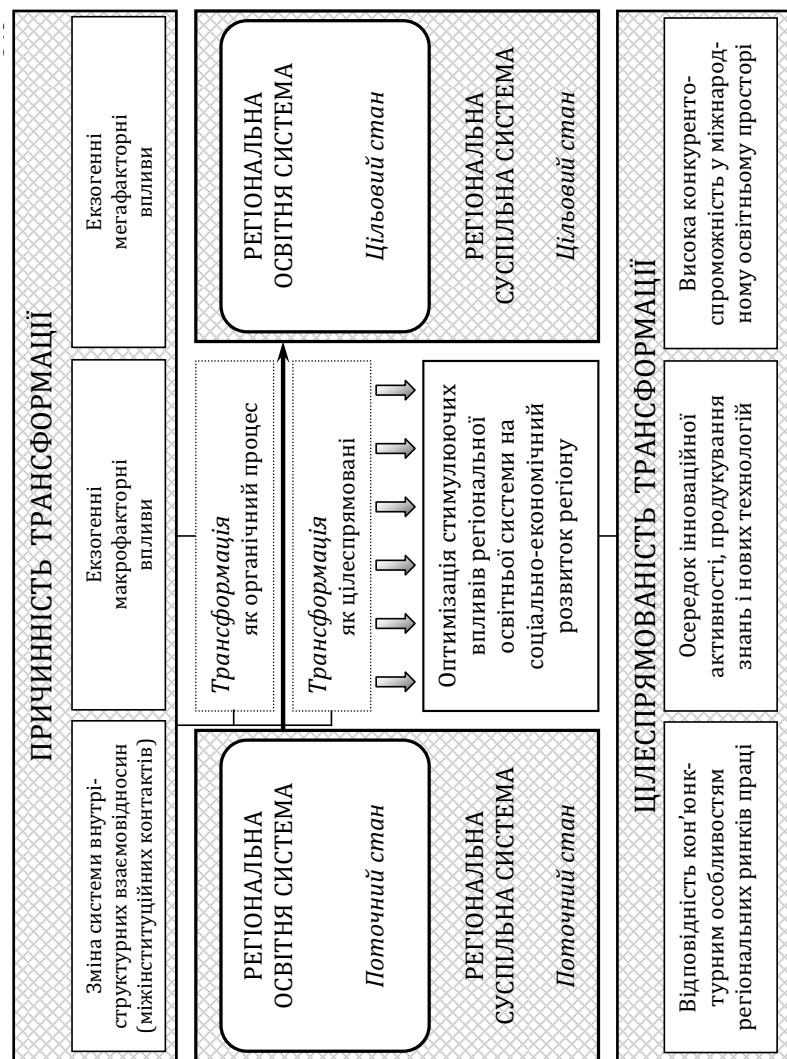 ПРИЧИННІСТЬ ТРАНСФОРМАЦІЇ
Зміна системи внутрі-
структурних взаємовідносин
(міжінституційних контактів)
Екзогенні
макрофакторні
впливи
Екзогенні
мегафакторні
впливи
РЕГІОНАЛЬНА
ОСВІТНЯ СИСТЕМА
Поточний стан
РЕГІОНАЛЬНА
СУСПІЛЬНА СИСТЕМА
Поточний стан
Трансформація
як органічний процес
Трансформація
як цілеспрямовані
Оптимізація стимулюючих
впливів регіональної
освітньої системи на
соціально-економічний
розвиток регіону
РЕГІОНАЛЬНА
ОСВІТНЯ СИСТЕМА
Цільовий стан
РЕГІОНАЛЬНА
СУСПІЛЬНА СИСТЕМА
Цільовий стан
ЦІЛЕСПРЯМОВАНІСТЬ ТРАНСФОРМАЦІЇ
Відповідність кон’юнк-
турним особливостям
регіональних ринків праці
Осередок інноваційної
активності, продукування
знань і нових технологій
Висока конкуренто-
спроможність у міжнарод-
ному освітньому просторі